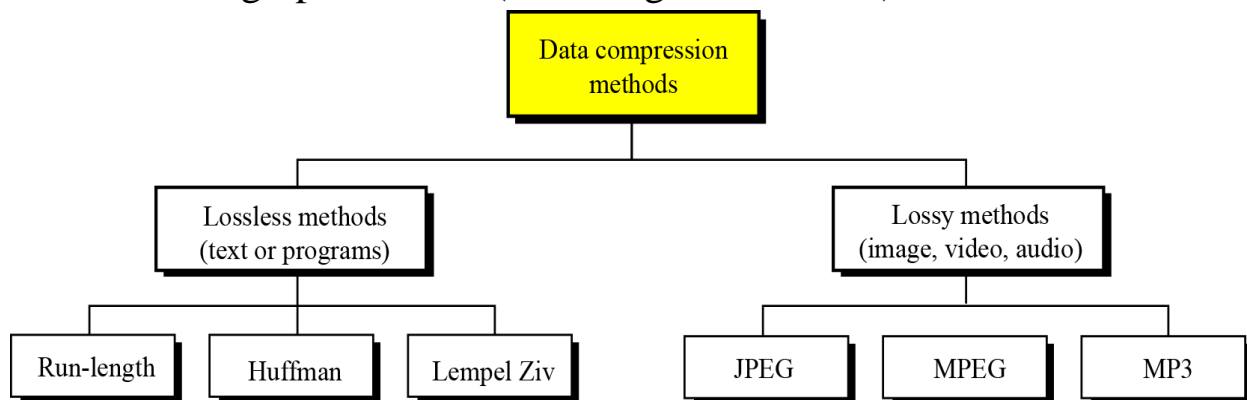 Data compression
methods
Lossless methods
(text or programs)
Lossy methods
(image, video, audio)
Run-length
Huffman
Lempel Ziv
JPEG
MPEG
MP3